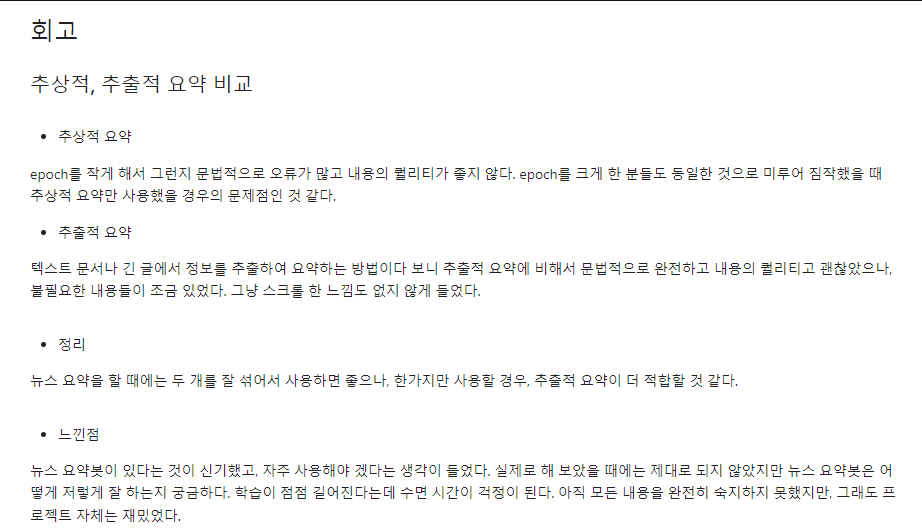 회고
추상적, 추출적 요약 비교
• 추상적 요약
epoch를 작게 해서 그런지 문법적으로 오류가 많고 내용의 퀄리티가 좋지 않다. epoch를 크게 한 분들도 동일한 것으로 미루어 짐작했을 때
추상적 요약만 사용했을 경우의 문제점인 것 같다.
• 추출적 요약
텍스트 문서나 긴 글에서 정보를 추출하여 요약하는 방법이다 보니 추출적 요약에 비해서 문법적으로 완전하고 내용의 퀄리티고 괜찮았으나,
불필요한 내용들이 조금 있었다. 그냥 스크롤 한 느낌도 없지 않게 들었다.
• 정리
뉴스 요약을 할 때에는 두 개를 잘 섞어서 사용하면 좋으나, 한가지만 사용할 경우, 추출적 요약이 더 적합할 것 같다.
• 느낀점
뉴스 요약봇이 있다는 것이 신기했고, 자주 사용해야 겠다는 생각이 들었다. 실제로 해 보았을 때에는 제대로 되지 않았지만 뉴스 요약봇은 어
떻게 저렇게 잘 하는지 궁금하다. 학습이 점점 길어진다는데 수면 시간이 걱정이 된다. 아직 모든 내용을 완전히 숙지하지 못했지만, 그래도 프
로젝트 자체는 재밌었다.